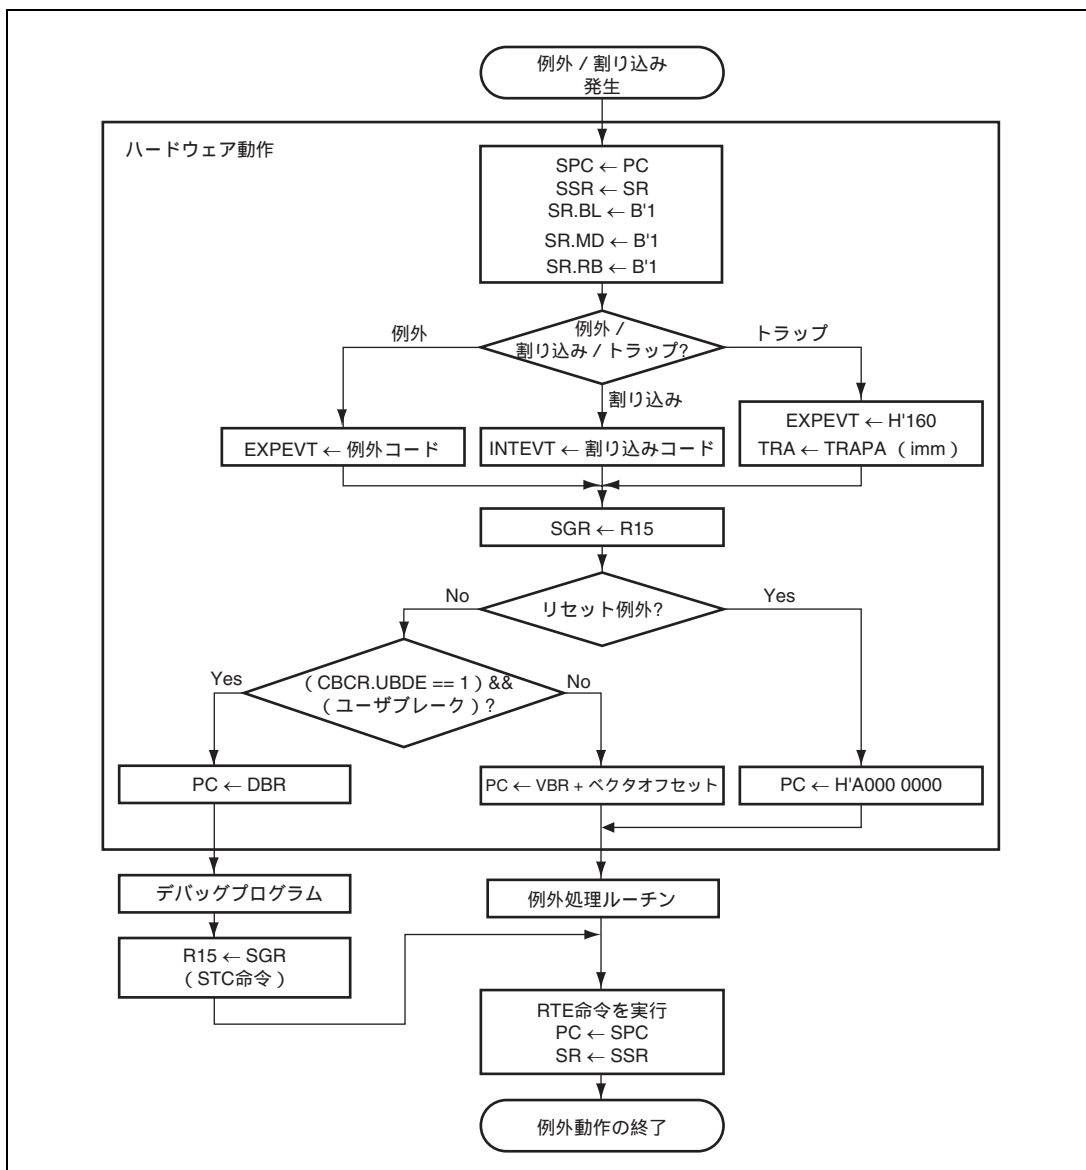 例外 / 割り込み
発生
ハードウェア動作
SPC ← PC
SSR ← SR
SR.BL ← B'1
SR.MD ← B'1
SR.RB ← B'1
例外 /
割り込み / トラップ?
例外
トラップ
割り込み
EXPEVT ← 例外コード
INTEVT ← 割り込みコード
EXPEVT ← H'160
TRA ← TRAPA （imm）
SGR ← R15
リセット例外?
No
Yes
（CBCR.UBDE == 1）&&
（ユーザブレーク）?
Yes
No
PC ← DBR
PC ← VBR + ベクタオフセット
PC ← H'A000 0000
デバッグプログラム
例外処理ルーチン
R15 ← SGR
（STC命令）
RTE命令を実行
PC ← SPC
SR ← SSR
例外動作の終了